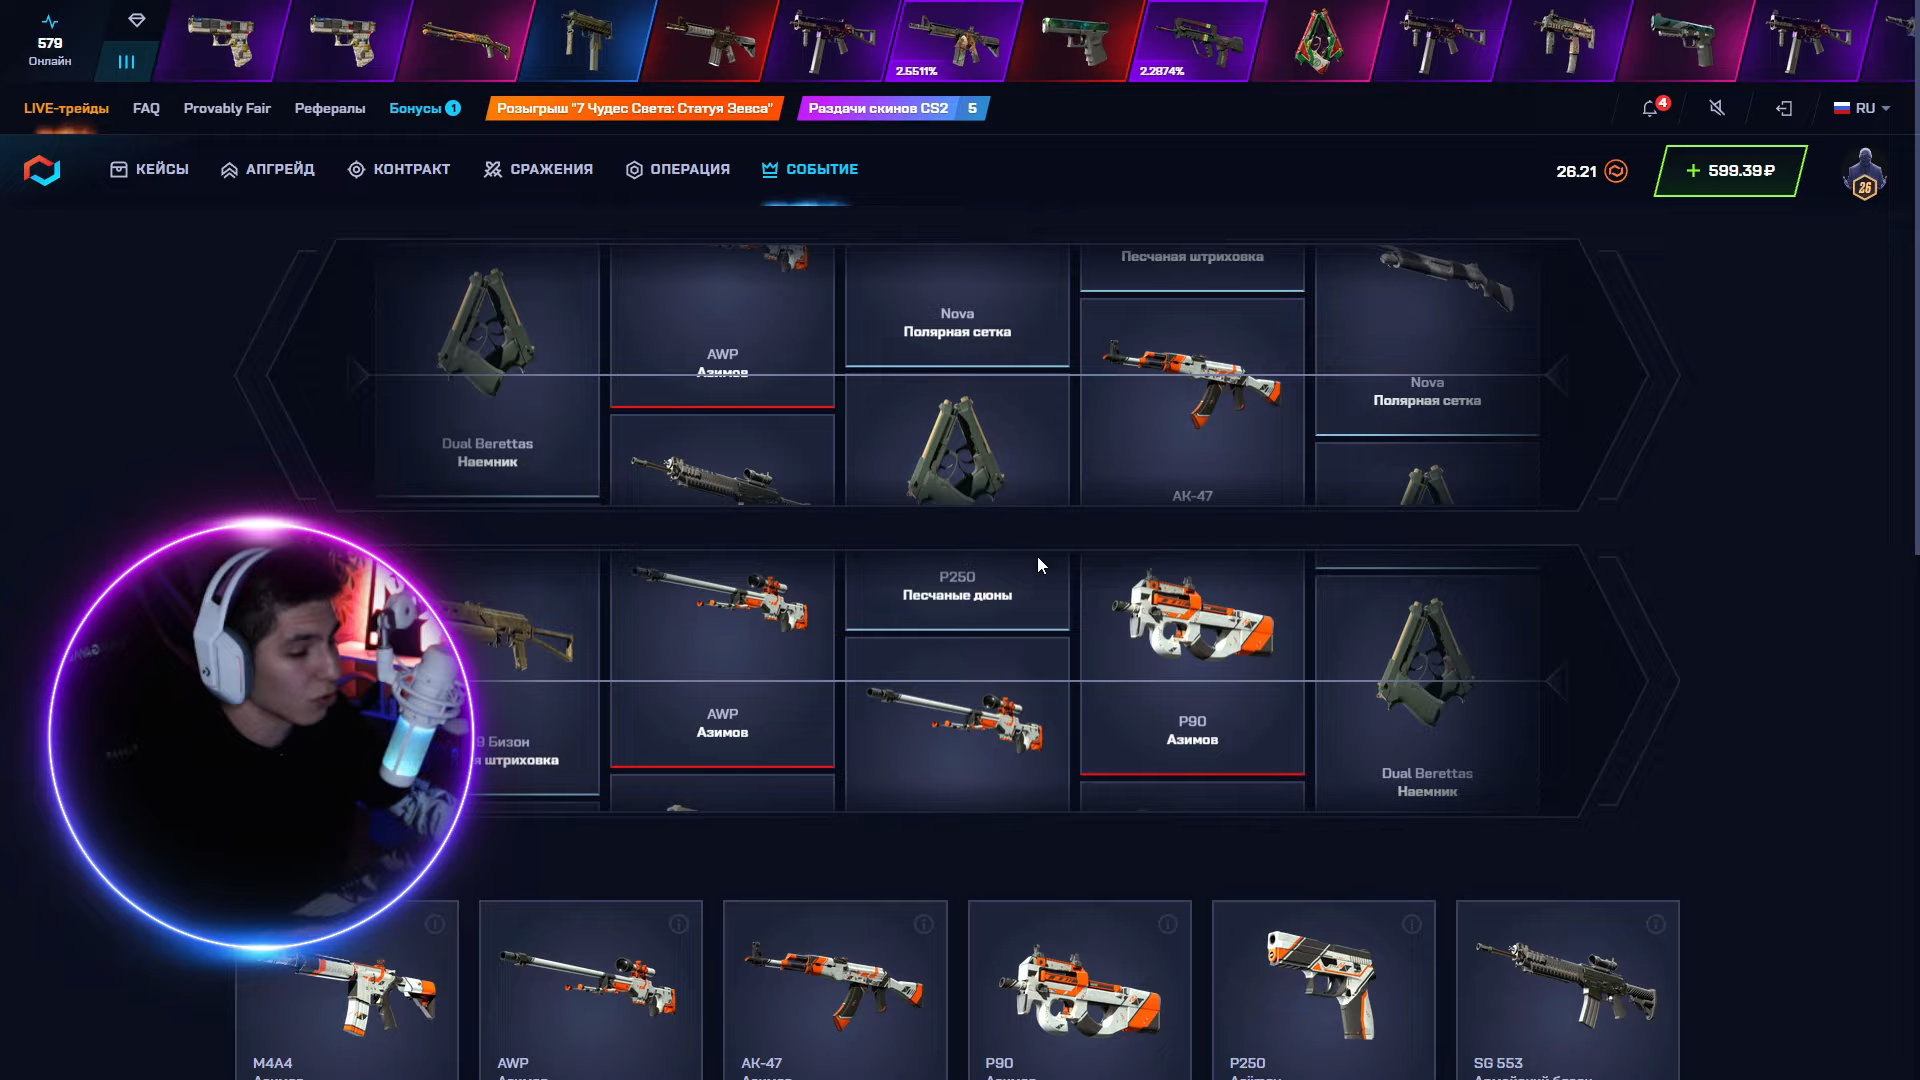 579
Онлайн
2.5511%
2.2874%
LIVE-трейды
FAQ
Provably Fair
Рефералы
Бонусы 1
Розыгрыш "7 Чудес Света: Статуя Зевса"
Раздачи скинов CS2 5
4
RU
КЕЙСЫ
АПГРЕЙД
КОНТРАКТ
СРАЖЕНИЯ
ОПЕРАЦИЯ
СОБЫТИЕ
26.21
+ 599.39₽
26
Dual Berettas
Наемник
AWP
Азимов
Nova
Полярная сетка
Песчаная штриховка
AK-47
Nova
Полярная сетка
9 Бизон
штриховка
AWP
Азимов
P250
Песчаные дюны
P90
Азимов
Dual Berettas
Наемник
M4A4
AWP
AK-47
P90
P250
SG 553